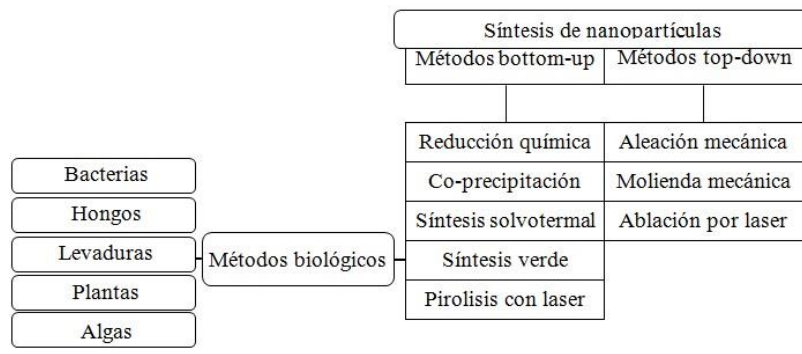 Síntesis de nanopartículas
Métodos bottom-up
Métodos top-down
Reducción química
Aleación mecánica
Co-precipitación
Molienda mecánica
Síntesis solvotermal
Ablación por laser
Síntesis verde
Pirolisis con laser
Métodos biológicos
Bacterias
Hongos
Levaduras
Plantas
Algas